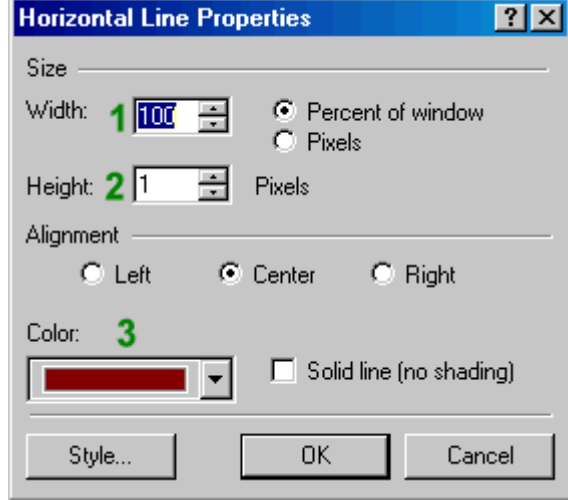 Horizontal Line Properties ? X
Size
Width: 1 100 Percent of window
Pixels
Height: 2 1 Pixels
Alignment
Left Center Right
Color: 3
Solid line (no shading)
Style... OK Cancel